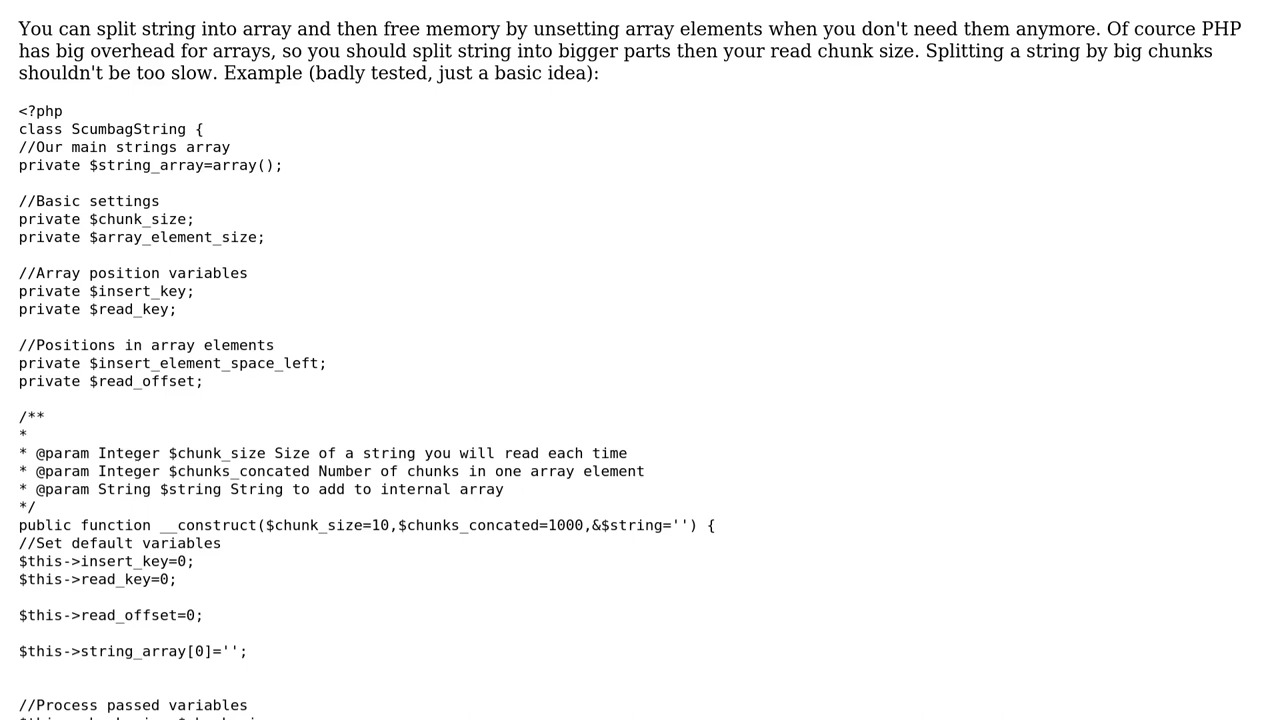 You can split string into array and then free memory by unsetting array elements when you don't need them anymore. Of cource PHP
has big overhead for arrays, so you should split string into bigger parts then your read chunk size. Splitting a string by big chunks
shouldn't be too slow. Example (badly tested, just a basic idea):
<?php
class ScumbagString {
//Our main strings array
private $string_array=array();
//Basic settings
private $chunk_size;
private $array_element_size;
//Array position variables
private $insert_key;
private $read_key;
//Positions in array elements
private $insert_element_space_left;
private $read_offset;
/**
*
* @param Integer $chunk_size Size of a string you will read each time
* @param Integer $chunks_concated Number of chunks in one array element
* @param String $string String to add to internal array
*/
public function __construct($chunk_size=10,$chunks_concated=1000,&$string='') {
//Set default variables
$this->insert_key=0;
$this->read_key=0;
$this->read_offset=0;
$this->string_array[0]='';
//Process passed variables